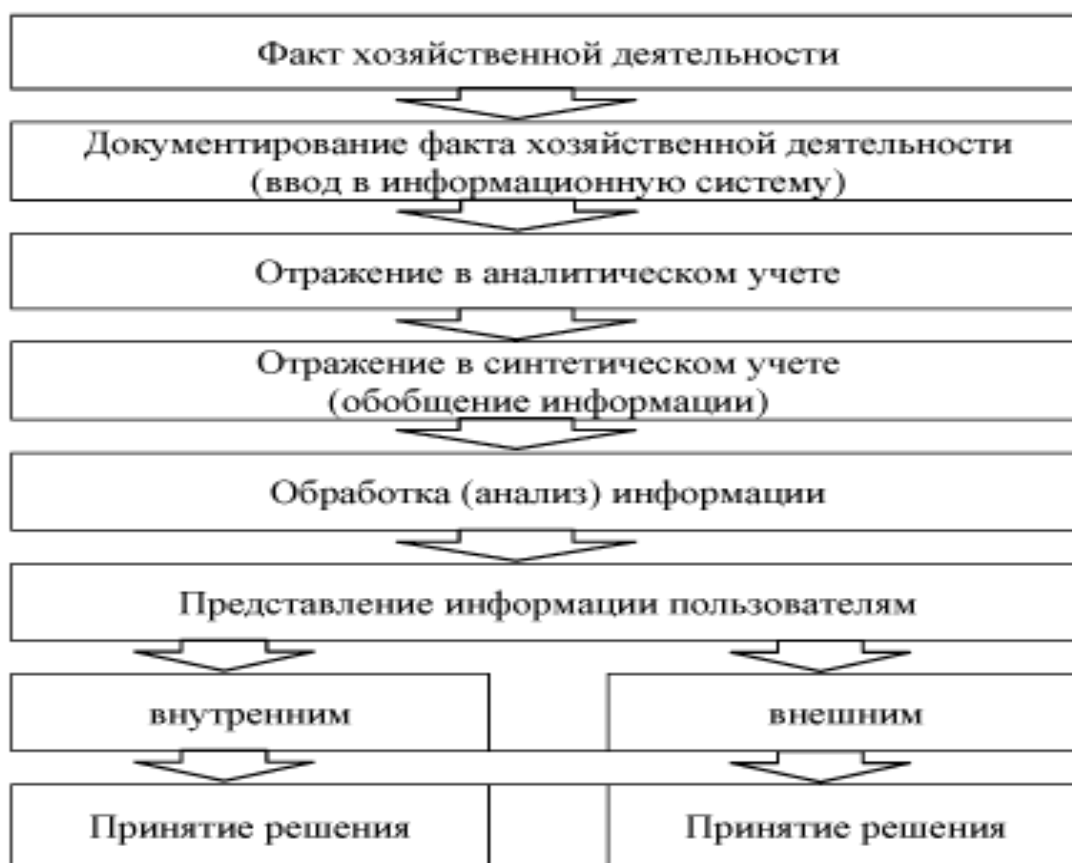 Факт хозяйственной деятельности
Документирование факта хозяйственной деятельности
(ввод в информационную систему)
Отражение в аналитическом учете
Отражение в синтетическом учете
(обобщение информации)
Обработка (анализ) информации
Представление информации пользователям
внутренним
внешним
Принятие решения
Принятие решения